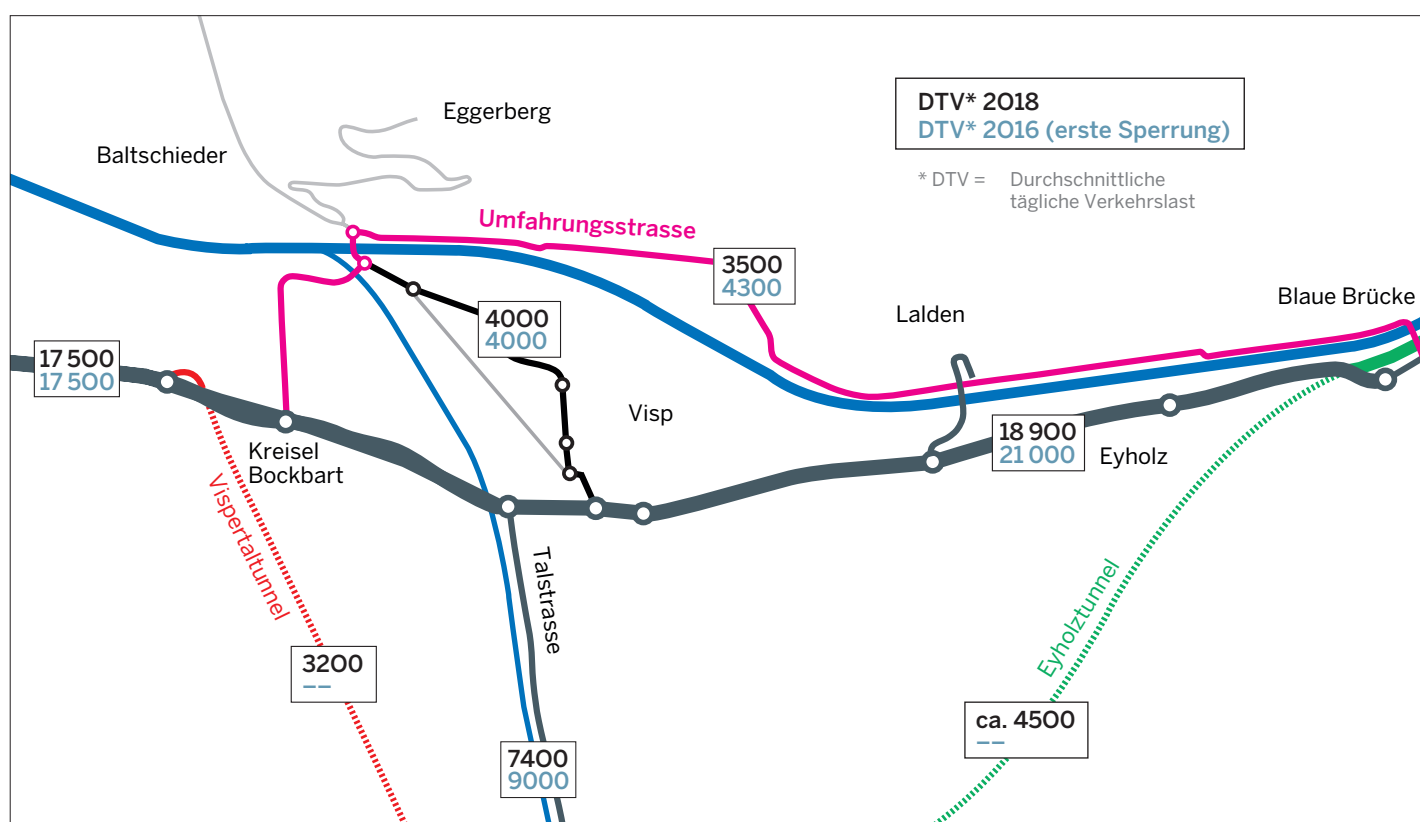 DTV* 2018
DTV* 2016 (erste Sperrung)
* DTV = Durchschnittliche
tägliche Verkehrslast
Eggerberg
Baltschieder
Umfahrungsstrasse
3500
4300
Blaue Brücke
Lalden
4000
4000
17 500
17 500
Visp
18 900
21 000
Eyholz
Kreisel
Bockbart
Vispertaltunnel
Talstrasse
Eyholztunnel
3200
––
ca. 4500
––
7400
9000